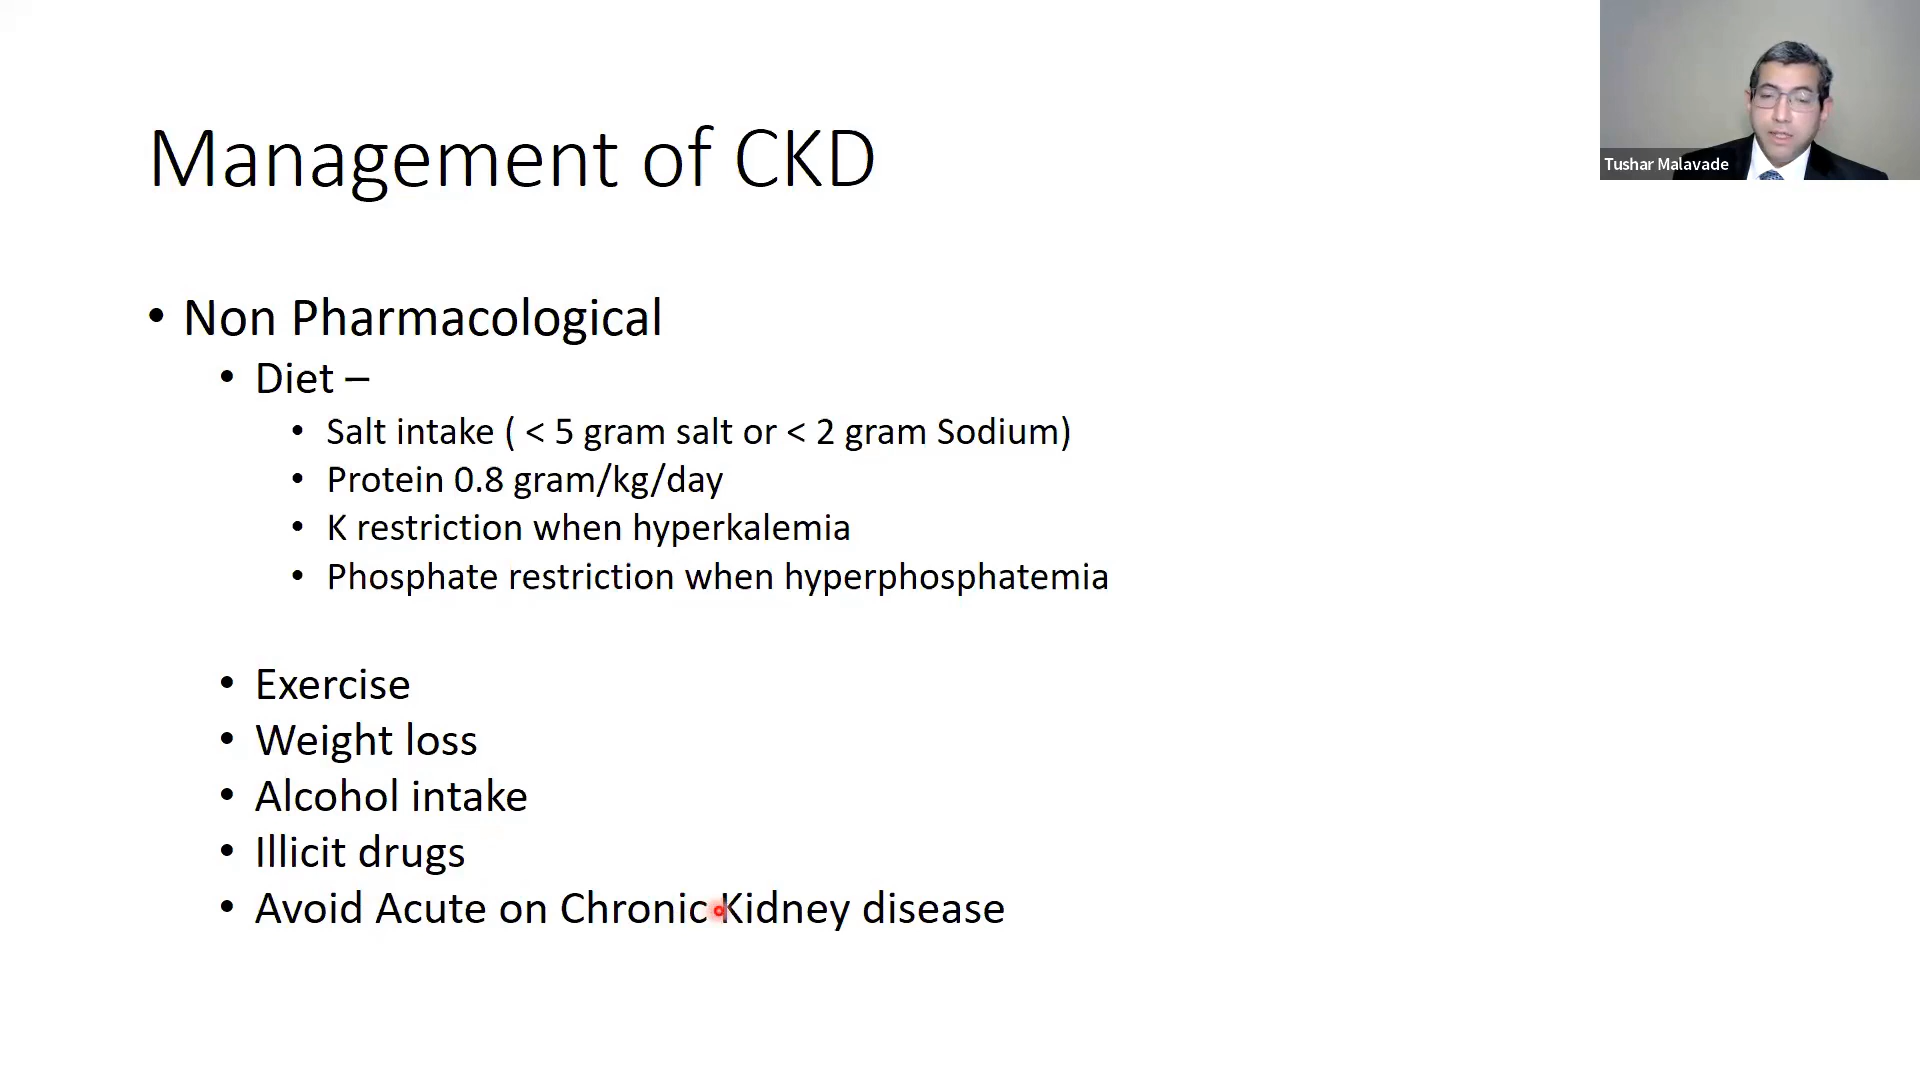 Management of CKD
Tushar Malavade
• Non Pharmacological
• Diet –
• Salt intake ( < 5 gram salt or < 2 gram Sodium)
• Protein 0.8 gram/kg/day
• K restriction when hyperkalemia
• Phosphate restriction when hyperphosphatemia
• Exercise
• Weight loss
• Alcohol intake
• Illicit drugs
• Avoid Acute on Chronic Kidney disease